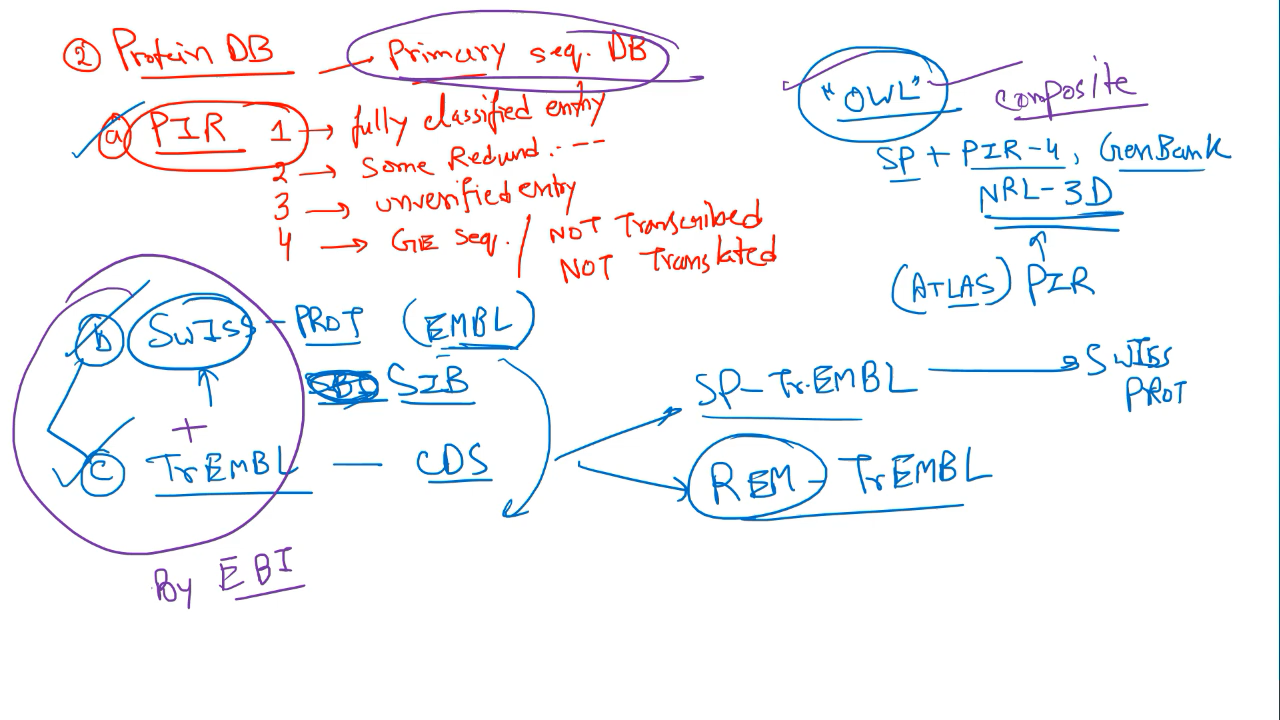 ② Protein DB
Primary seq. DB
ⓐ PIR 1 → fully classified entry
2 → Some Redund. ---
3 → unverified entry
4 → GE Seq. / NOT Transcribed
NOT Translated
ⓑ SWISS - PROT (EMBL)
SIB
+
ⓒ TrEMBL — CDS
By EBI
SP-Tr.EMBL → SWISS
PROT
REM - TrEMBL
"OWL"
Composite
SP + PIR-4, GenBank
NRL-3D
(ATLAS) PIR